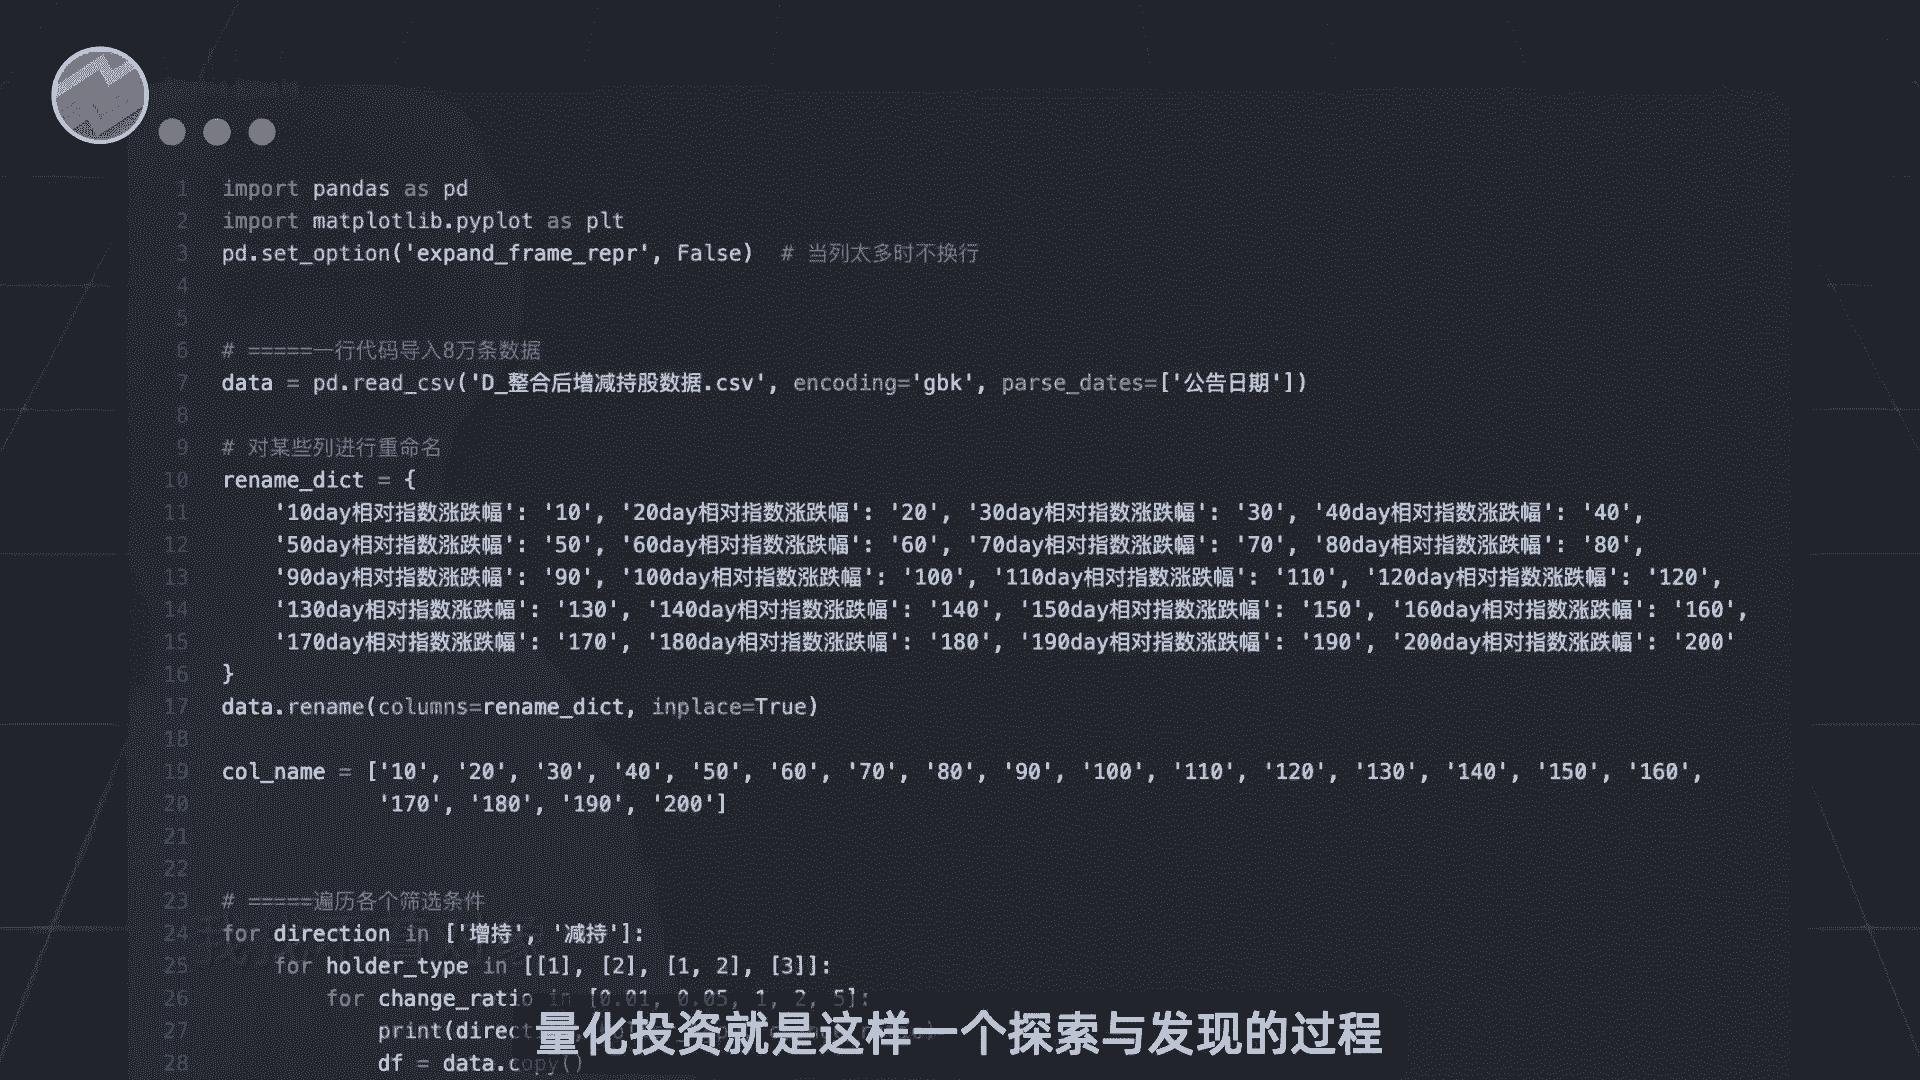 1 import pandas as pd
2 import matplotlib.pyplot as plt
3 pd.set_option('expand_frame_repr', False)  # 当列太多时不换行
4
5
6 # =====一行代码导入8万条数据
7 data = pd.read_csv('D_整合后增减持股数据.csv', encoding='gbk', parse_dates=['公告日期'])
8
9 # 对某些列进行重命名
10 rename_dict = {
11     '10day相对指数涨跌幅': '10', '20day相对指数涨跌幅': '20', '30day相对指数涨跌幅': '30', '40day相对指数涨跌幅': '40',
12     '50day相对指数涨跌幅': '50', '60day相对指数涨跌幅': '60', '70day相对指数涨跌幅': '70', '80day相对指数涨跌幅': '80',
13     '90day相对指数涨跌幅': '90', '100day相对指数涨跌幅': '100', '110day相对指数涨跌幅': '110', '120day相对指数涨跌幅': '120',
14     '130day相对指数涨跌幅': '130', '140day相对指数涨跌幅': '140', '150day相对指数涨跌幅': '150', '160day相对指数涨跌幅': '160',
15     '170day相对指数涨跌幅': '170', '180day相对指数涨跌幅': '180', '190day相对指数涨跌幅': '190', '200day相对指数涨跌幅': '200'
16 }
17 data.rename(columns=rename_dict, inplace=True)
18
19 col_name = ['10', '20', '30', '40', '50', '60', '70', '80', '90', '100', '110', '120', '130', '140', '150', '160',
20             '170', '180', '190', '200']
21
22
23 # =====遍历各个筛选条件
24 for direction in ['增持', '减持']:
25     for holder_type in [[1], [2], [1, 2], [3]]:
26         for change_ratio in [0.01, 0.05, 1, 2, 5]:
27             print(direct
28             df = data.copy()
量化投资就是这样一个探索与发现的过程